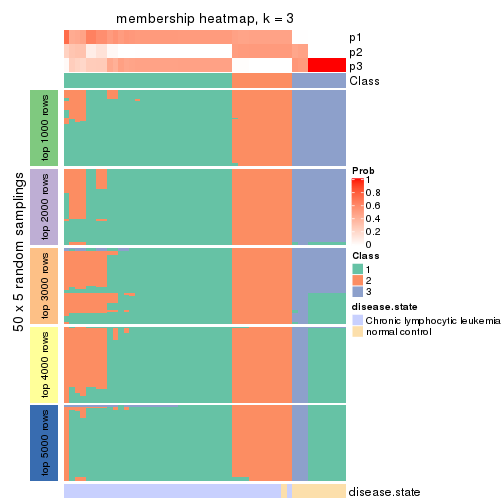 membership heatmap, k = 3
p1
p2
p3
Class
50 x 5 random samplings
top 1000 rows
top 2000 rows
top 3000 rows
top 4000 rows
top 5000 rows
Prob
1
0.8
0.6
0.4
0.2
0
Class
1
2
3
disease.state
Chronic lymphocytic leukemia
normal control
disease.state